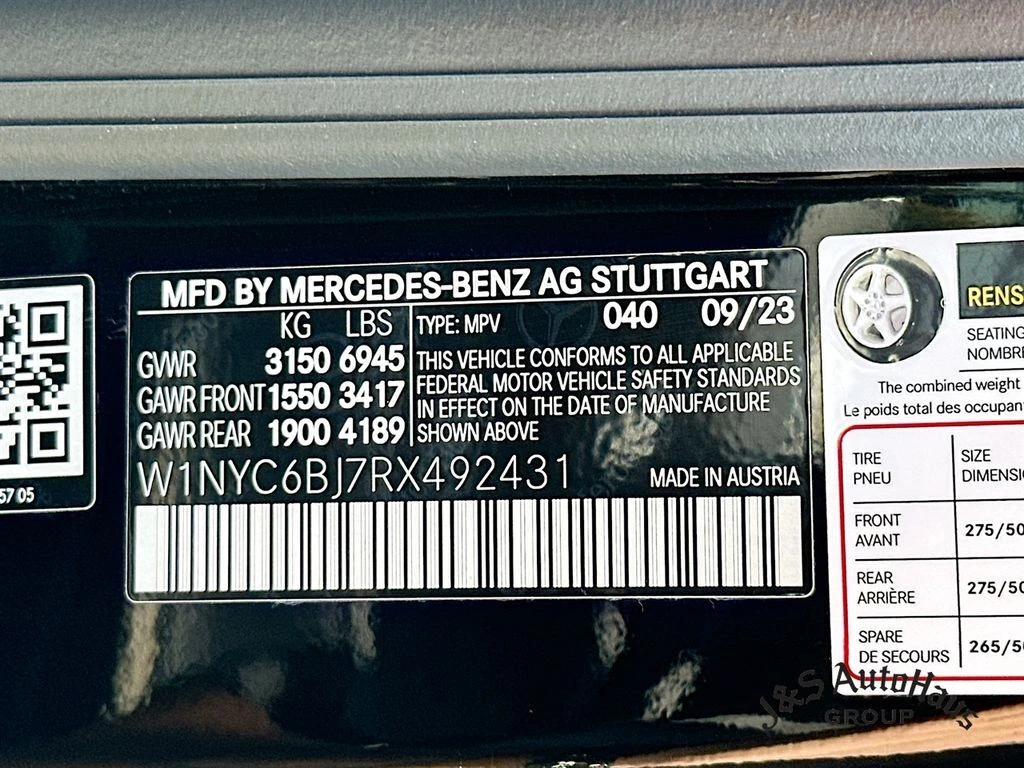 MFD BY MERCEDES-BENZ AG STUTTGART
KG LBS
GVWR 3150 6945
GAWR FRONT 1550 3417
GAWR REAR 1900 4189
TYPE: MPV 040 09/23
THIS VEHICLE CONFORMS TO ALL APPLICABLE
FEDERAL MOTOR VEHICLE SAFETY STANDARDS
IN EFFECT ON THE DATE OF MANUFACTURE
SHOWN ABOVE
W1NYC6BJ7RX492431 MADE IN AUSTRIA
5705
RENS
SEATING
NOMBRE
The combined weight
Le poids total des occupan
TIRE SIZE
PNEU DIMENSI
FRONT
AVANT 275/50
REAR
ARRIÈRE 275/50
SPARE
DE SECOURS 265/50
J&S AutoHaus
GROUP